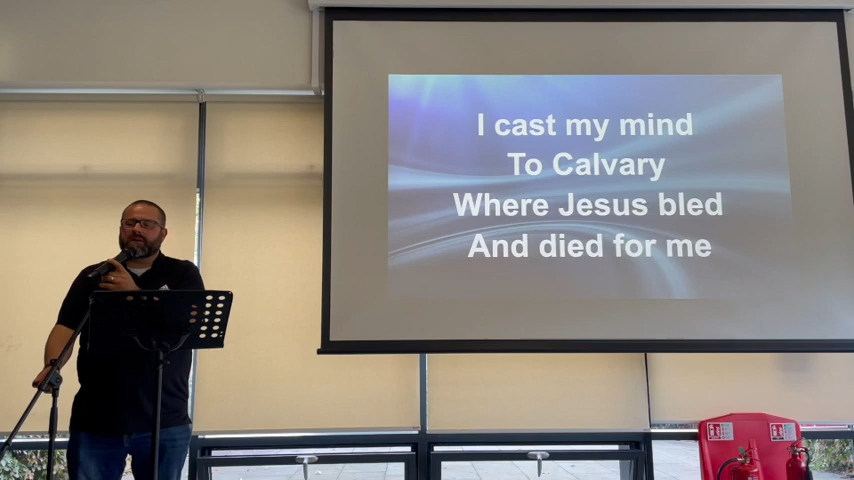 I cast my mind
To Calvary
Where Jesus bled
And died for me